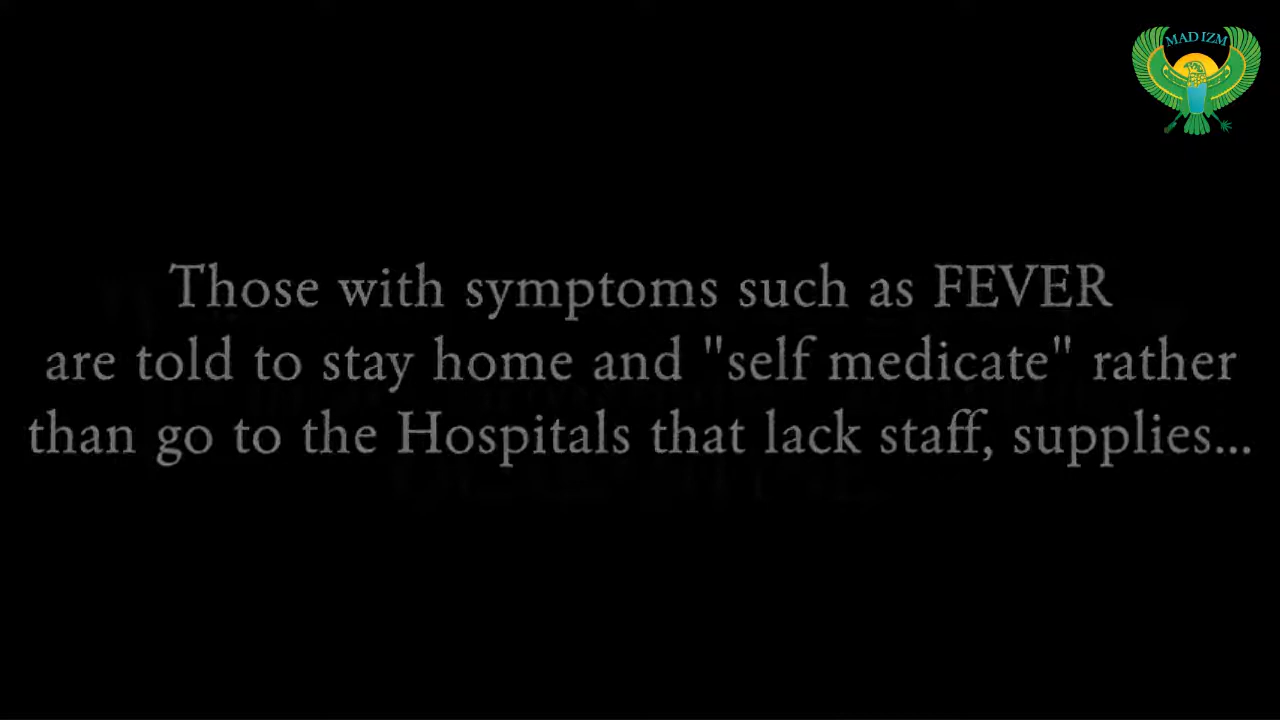 MAD IZM
Those with symptoms such as FEVER
are told to stay home and "self medicate" rather
than go to the Hospitals that lack staff, supplies...